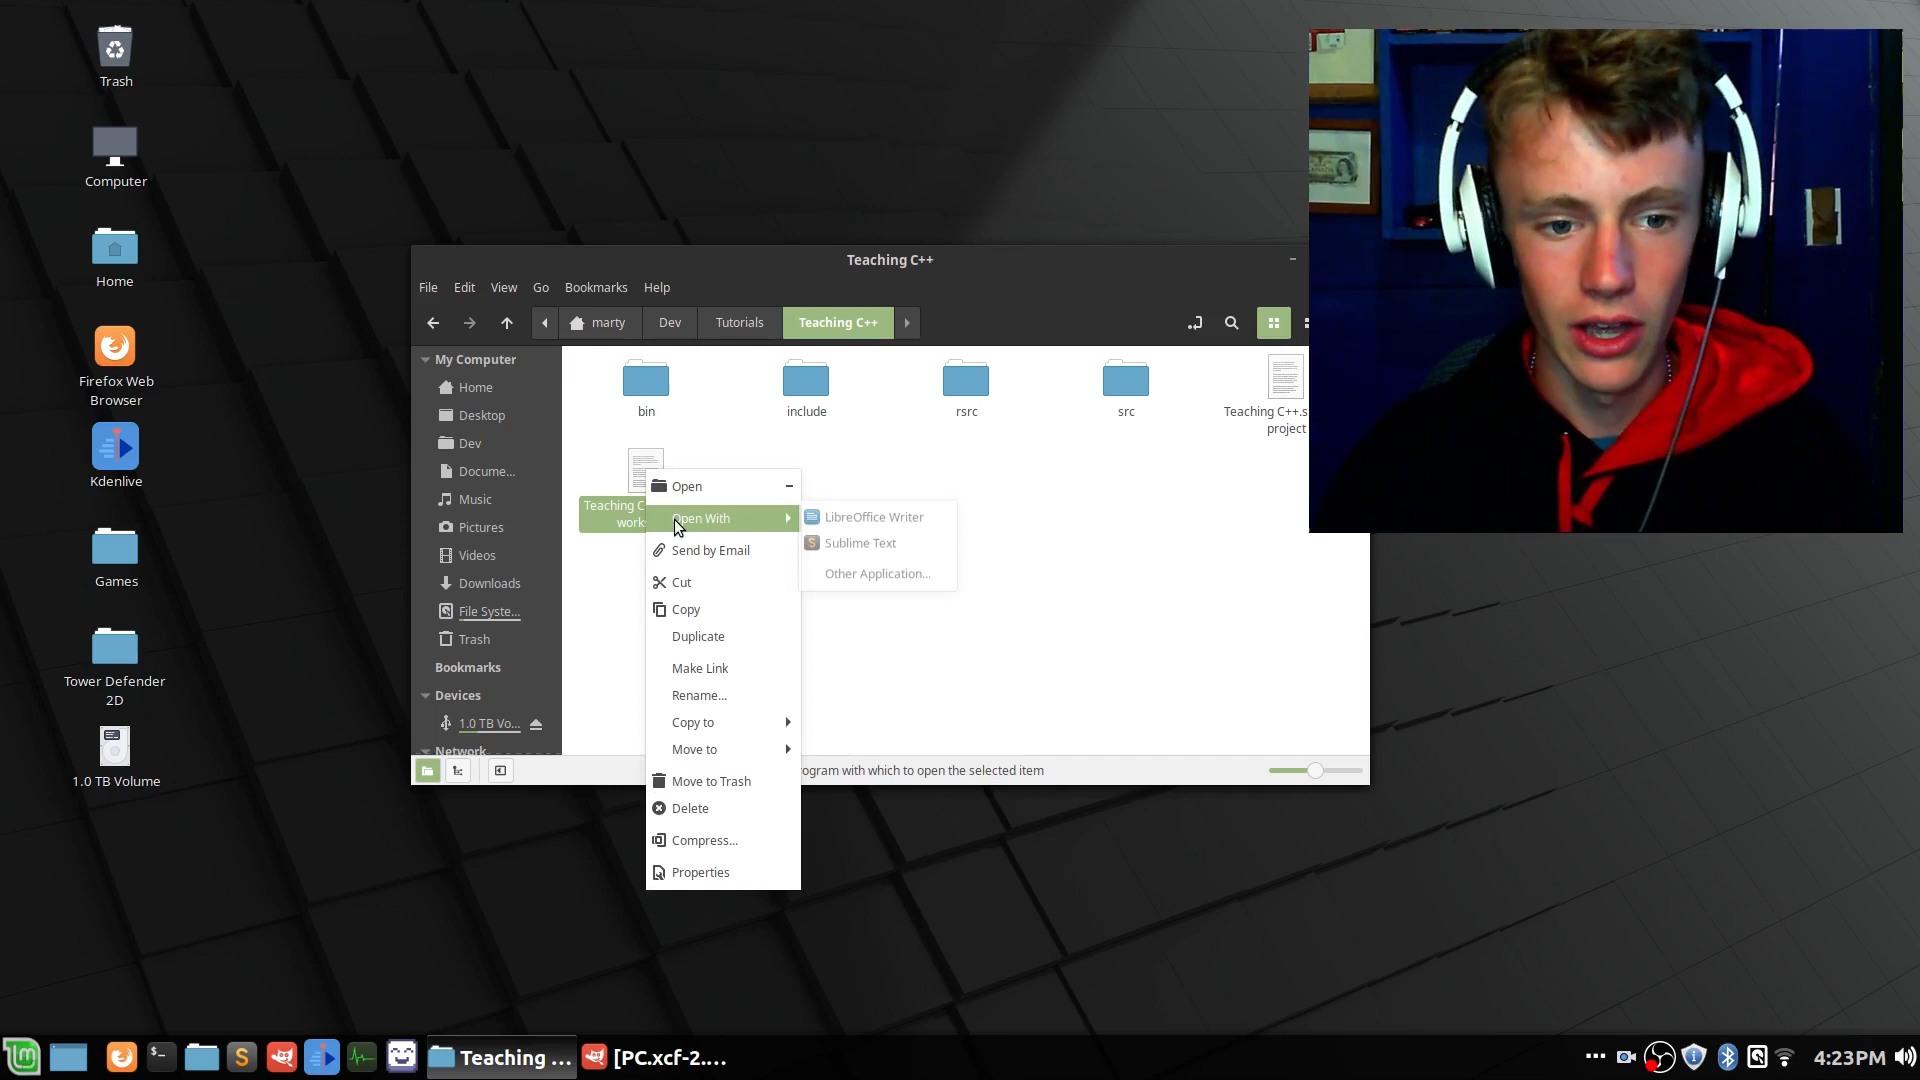 Trash
Computer
Home
Firefox Web
Browser
Kdenlive
Games
Tower Defender
2D
1.0 TB Volume
Teaching C++
File Edit View Go Bookmarks Help
marty Dev Tutorials Teaching C++
My Computer
Home
Desktop
Dev
Docume...
Music
Pictures
Videos
Downloads
File Syste...
Trash
Bookmarks
Devices
1.0 TB Vo...
Network
bin
include
rsrc
src
Teaching C++.s
project
Teaching C
work
Open
Open With
Send by Email
Cut
Copy
Duplicate
Make Link
Rename...
Copy to
Move to
Move to Trash
Delete
Compress...
Properties
LibreOffice Writer
Sublime Text
Other Application...
with which to open the selected item
Teaching ...
[PC.xcf-2....
4:23PM